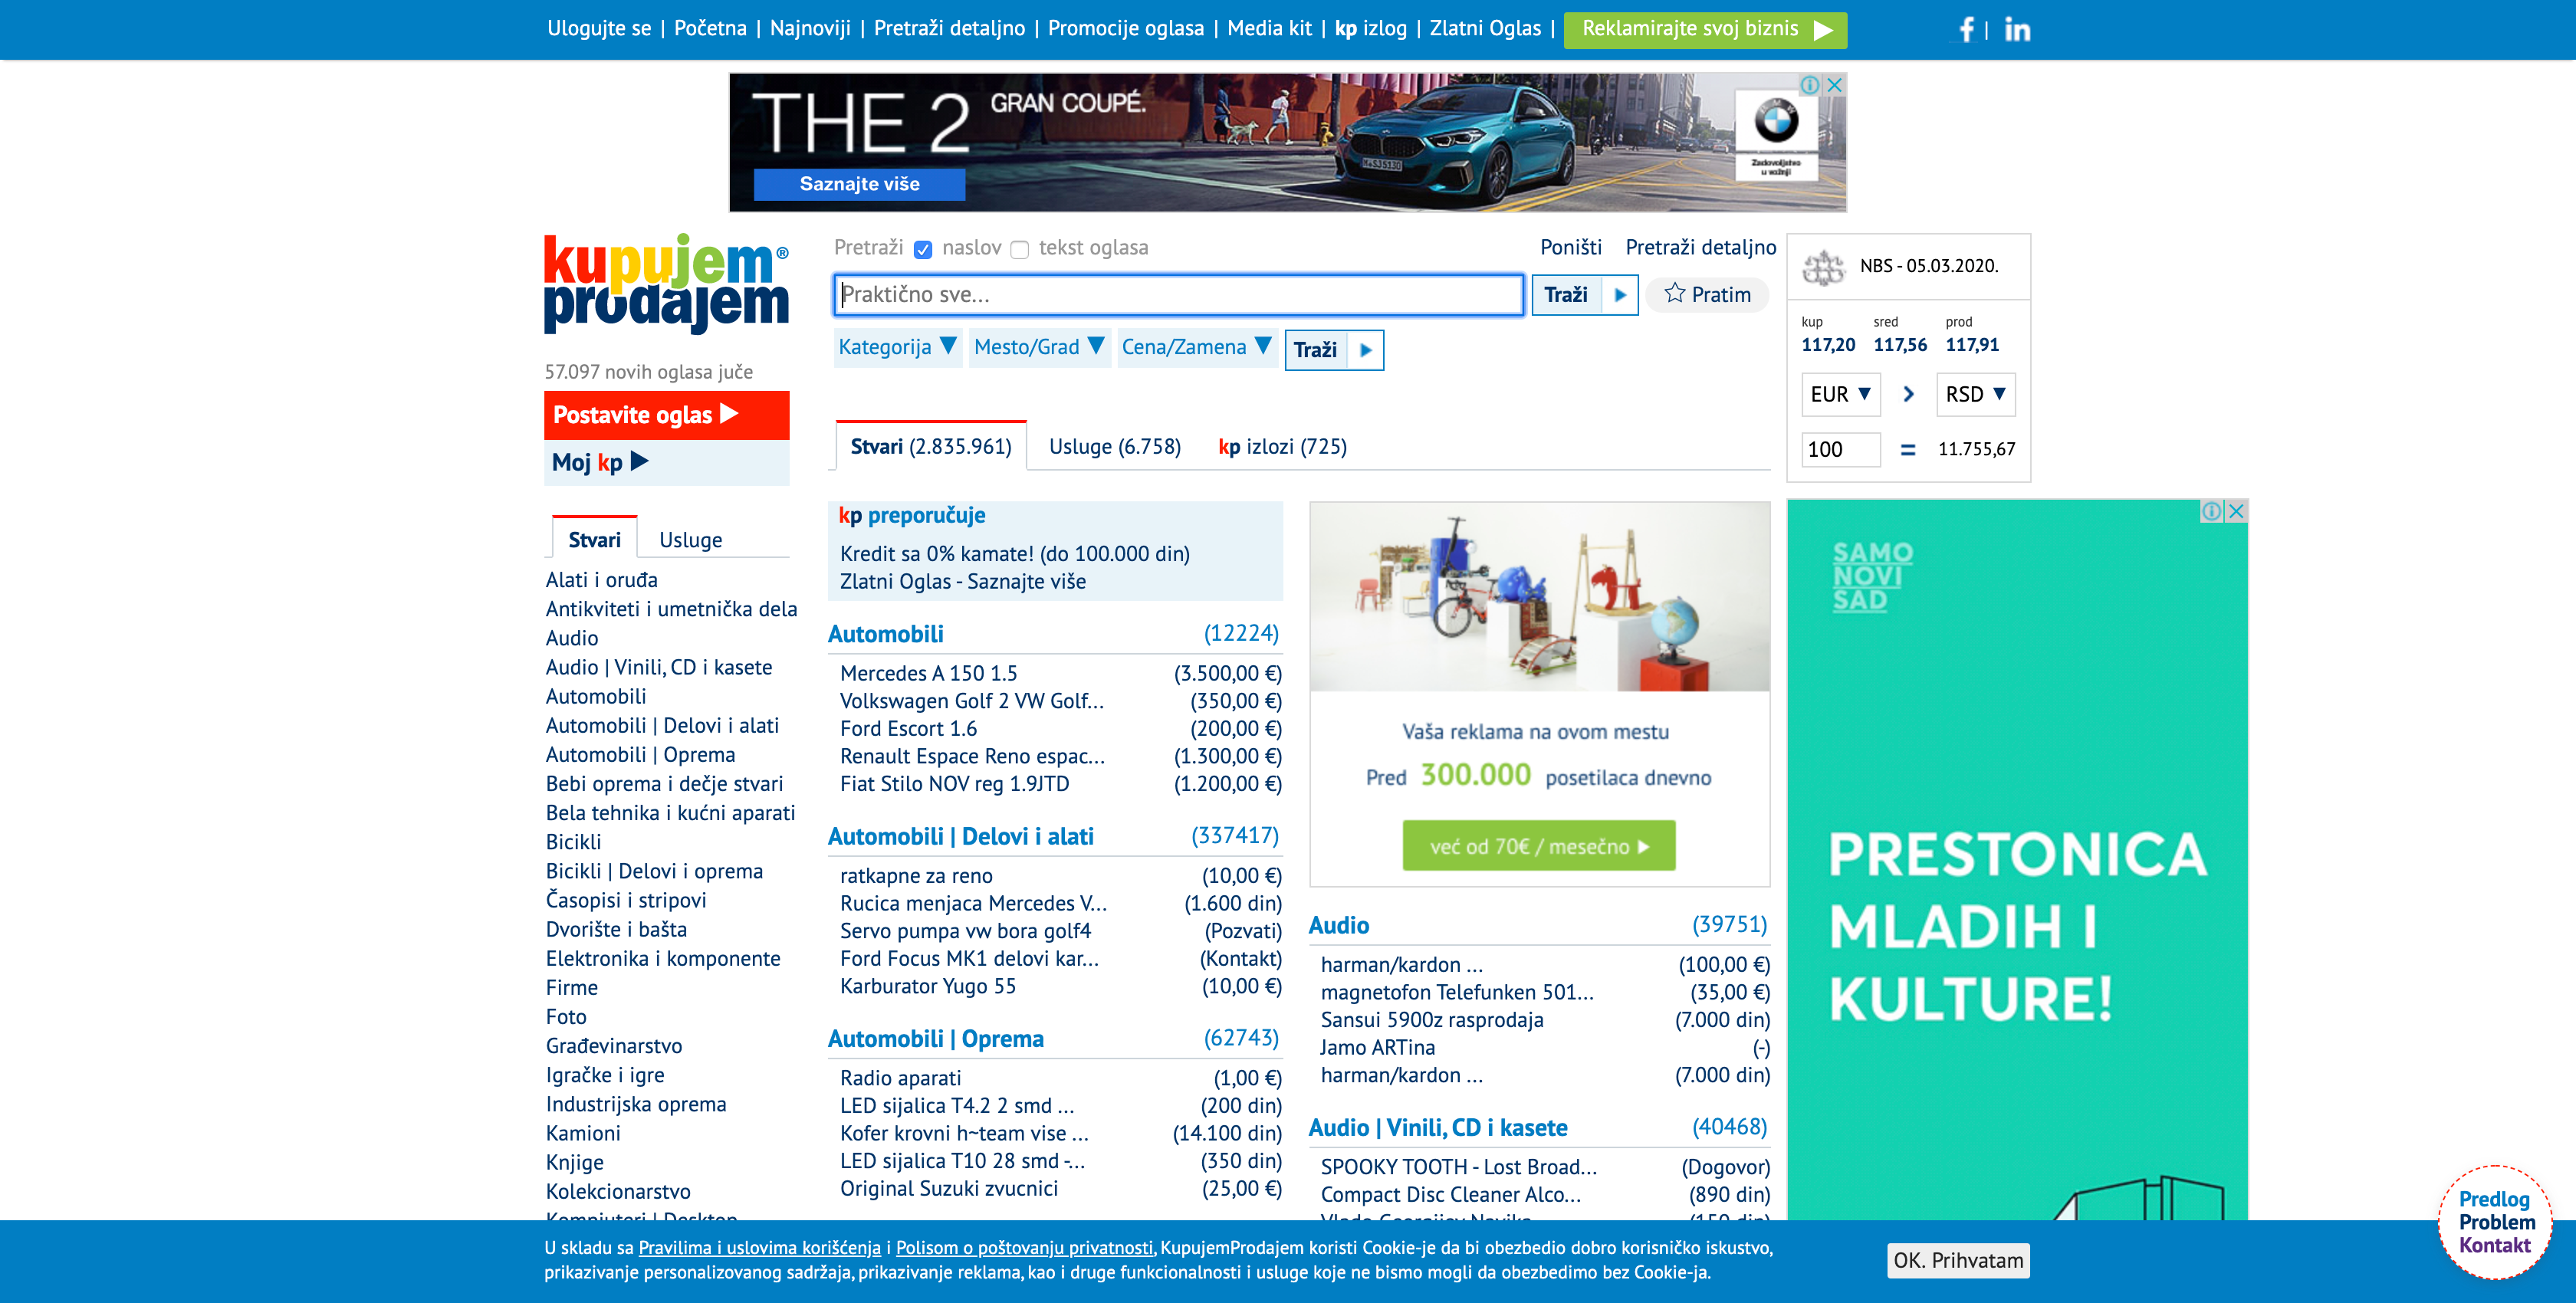 Ulogujte se | Početna | Najnoviji | Pretraži detaljno | Promocije oglasa | Media kit | kp izlog | Zlatni Oglas | Reklamirajte svoj biznis ▶
f | in
THE 2 GRAN COUPÉ.
Saznajte više
M•SJ5130
Zadovoljstvo
u vožnji
kupujem®
prodajem
57.097 novih oglasa juče
Postavite oglas ▶
Moj kp ▶
Pretraži naslov tekst oglasa
Poništi Pretraži detaljno
Praktično sve...
Traži ▶
☆ Pratim
Kategorija ▼ Mesto/Grad ▼ Cena/Zamena ▼ Traži ▶
NBS - 05.03.2020.
kup sred prod
117,20 117,56 117,91
EUR ▼ > RSD ▼
100 = 11.755,67
Stvari (2.835.961) Usluge (6.758) kp izlozi (725)
Stvari Usluge
Alati i oruđa
Antikviteti i umetnička dela
Audio
Audio | Vinili, CD i kasete
Automobili
Automobili | Delovi i alati
Automobili | Oprema
Bebi oprema i dečje stvari
Bela tehnika i kućni aparati
Bicikli
Bicikli | Delovi i oprema
Časopisi i stripovi
Dvorište i bašta
Elektronika i komponente
Firme
Foto
Građevinarstvo
Igračke i igre
Industrijska oprema
Kamioni
Knjige
Kolekcionarstvo
Kompjuteri | Desktop
kp preporučuje
Kredit sa 0% kamate! (do 100.000 din)
Zlatni Oglas - Saznajte više
Automobili (12224)
Mercedes A 150 1.5 (3.500,00 €)
Volkswagen Golf 2 VW Golf... (350,00 €)
Ford Escort 1.6 (200,00 €)
Renault Espace Reno espac... (1.300,00 €)
Fiat Stilo NOV reg 1.9JTD (1.200,00 €)
Automobili | Delovi i alati (337417)
ratkapne za reno (10,00 €)
Rucica menjaca Mercedes V... (1.600 din)
Servo pumpa vw bora golf4 (Pozvati)
Ford Focus MK1 delovi kar... (Kontakt)
Karburator Yugo 55 (10,00 €)
Automobili | Oprema (62743)
Radio aparati (1,00 €)
LED sijalica T4.2 2 smd ... (200 din)
Kofer krovni h~team vise ... (14.100 din)
LED sijalica T10 28 smd -... (350 din)
Original Suzuki zvucnici (25,00 €)
Vaša reklama na ovom mestu
Pred 300.000 posetilaca dnevno
već od 70€ / mesečno ▶
Audio (39751)
harman/kardon ... (100,00 €)
magnetofon Telefunken 501... (35,00 €)
Sansui 5900z rasprodaja (7.000 din)
Jamo ARTina (-)
harman/kardon ... (7.000 din)
Audio | Vinili, CD i kasete (40468)
SPOOKY TOOTH - Lost Broad... (Dogovor)
Compact Disc Cleaner Alco... (890 din)
SAMO
NOVI
SAD
PRESTONICA
MLADIH I
KULTURE!
U skladu sa Pravilima i uslovima korišćenja i Polisom o poštovanju privatnosti, KupujemProdajem koristi Cookie-je da bi obezbedio dobro korisničko iskustvo,
prikazivanje personalizovanog sadržaja, prikazivanje reklama, kao i druge funkcionalnosti i usluge koje ne bismo mogli da obezbedimo bez Cookie-ja.
OK. Prihvatam
Predlog
Problem
Kontakt